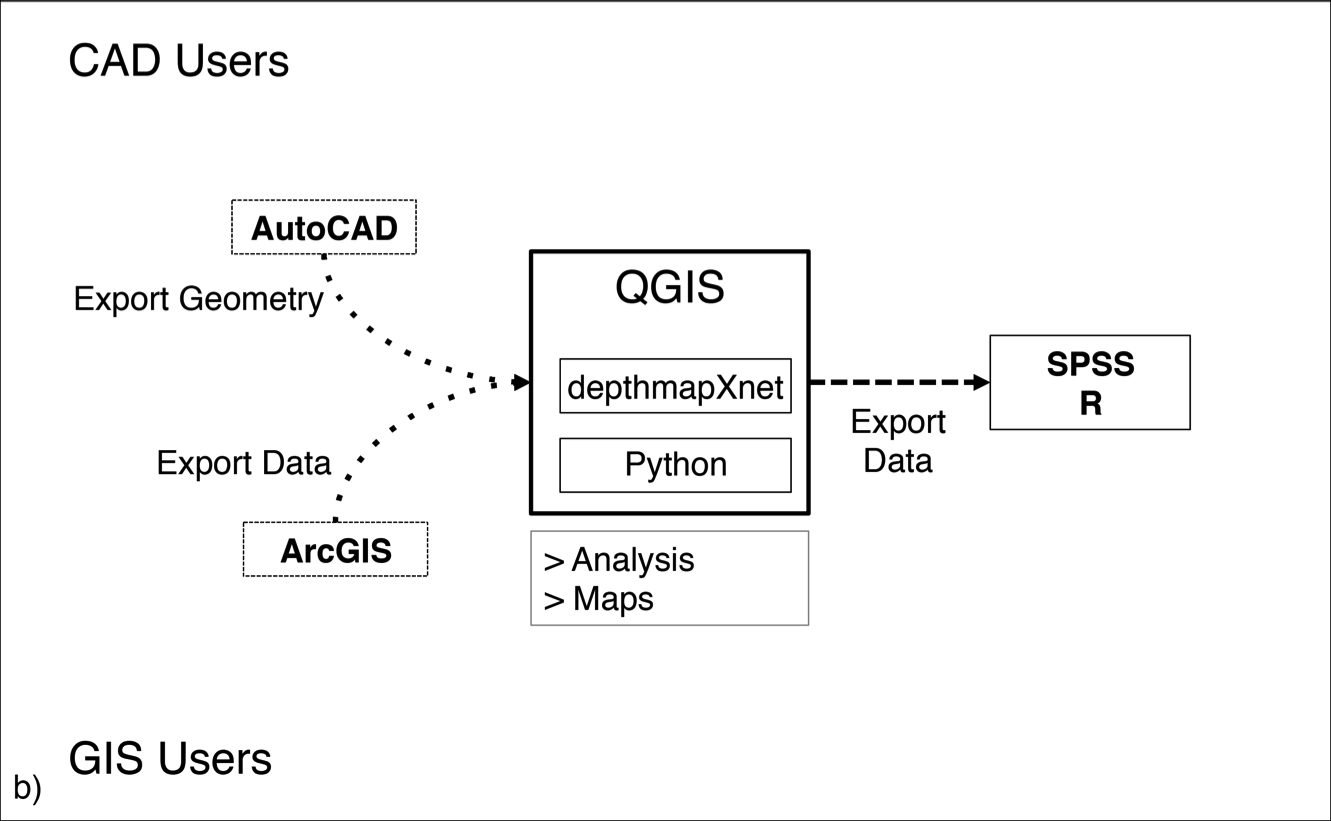 CAD Users
AutoCAD
Export Geometry
Export Data
ArcGIS
QGIS
depthmapXnet
Python
> Analysis
> Maps
Export
Data
SPSS
R
GIS Users
b)